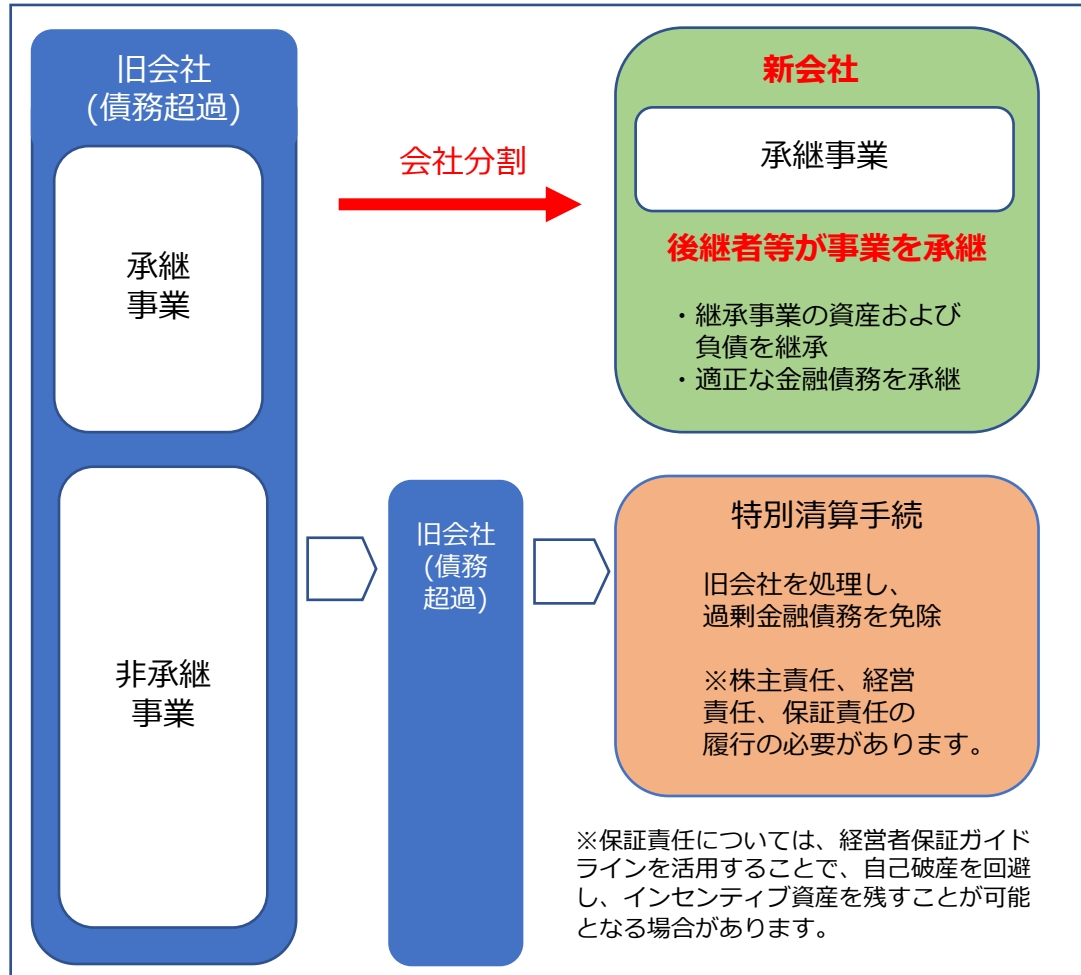 旧会社
(債務超過)
承継
事業
非承継
事業
会社分割
新会社
承継事業
後継者等が事業を承継
・継承事業の資産および
負債を継承
・適正な金融債務を承継
旧会社
(債務
超過)
特別清算手続
旧会社を処理し、
過剰金融債務を免除
※株主責任、経営
責任、保証責任の
履行の必要があります。
※保証責任については、経営者保証ガイド
ラインを活用することで、自己破産を回避
し、インセンティブ資産を残すことが可能
となる場合があります。